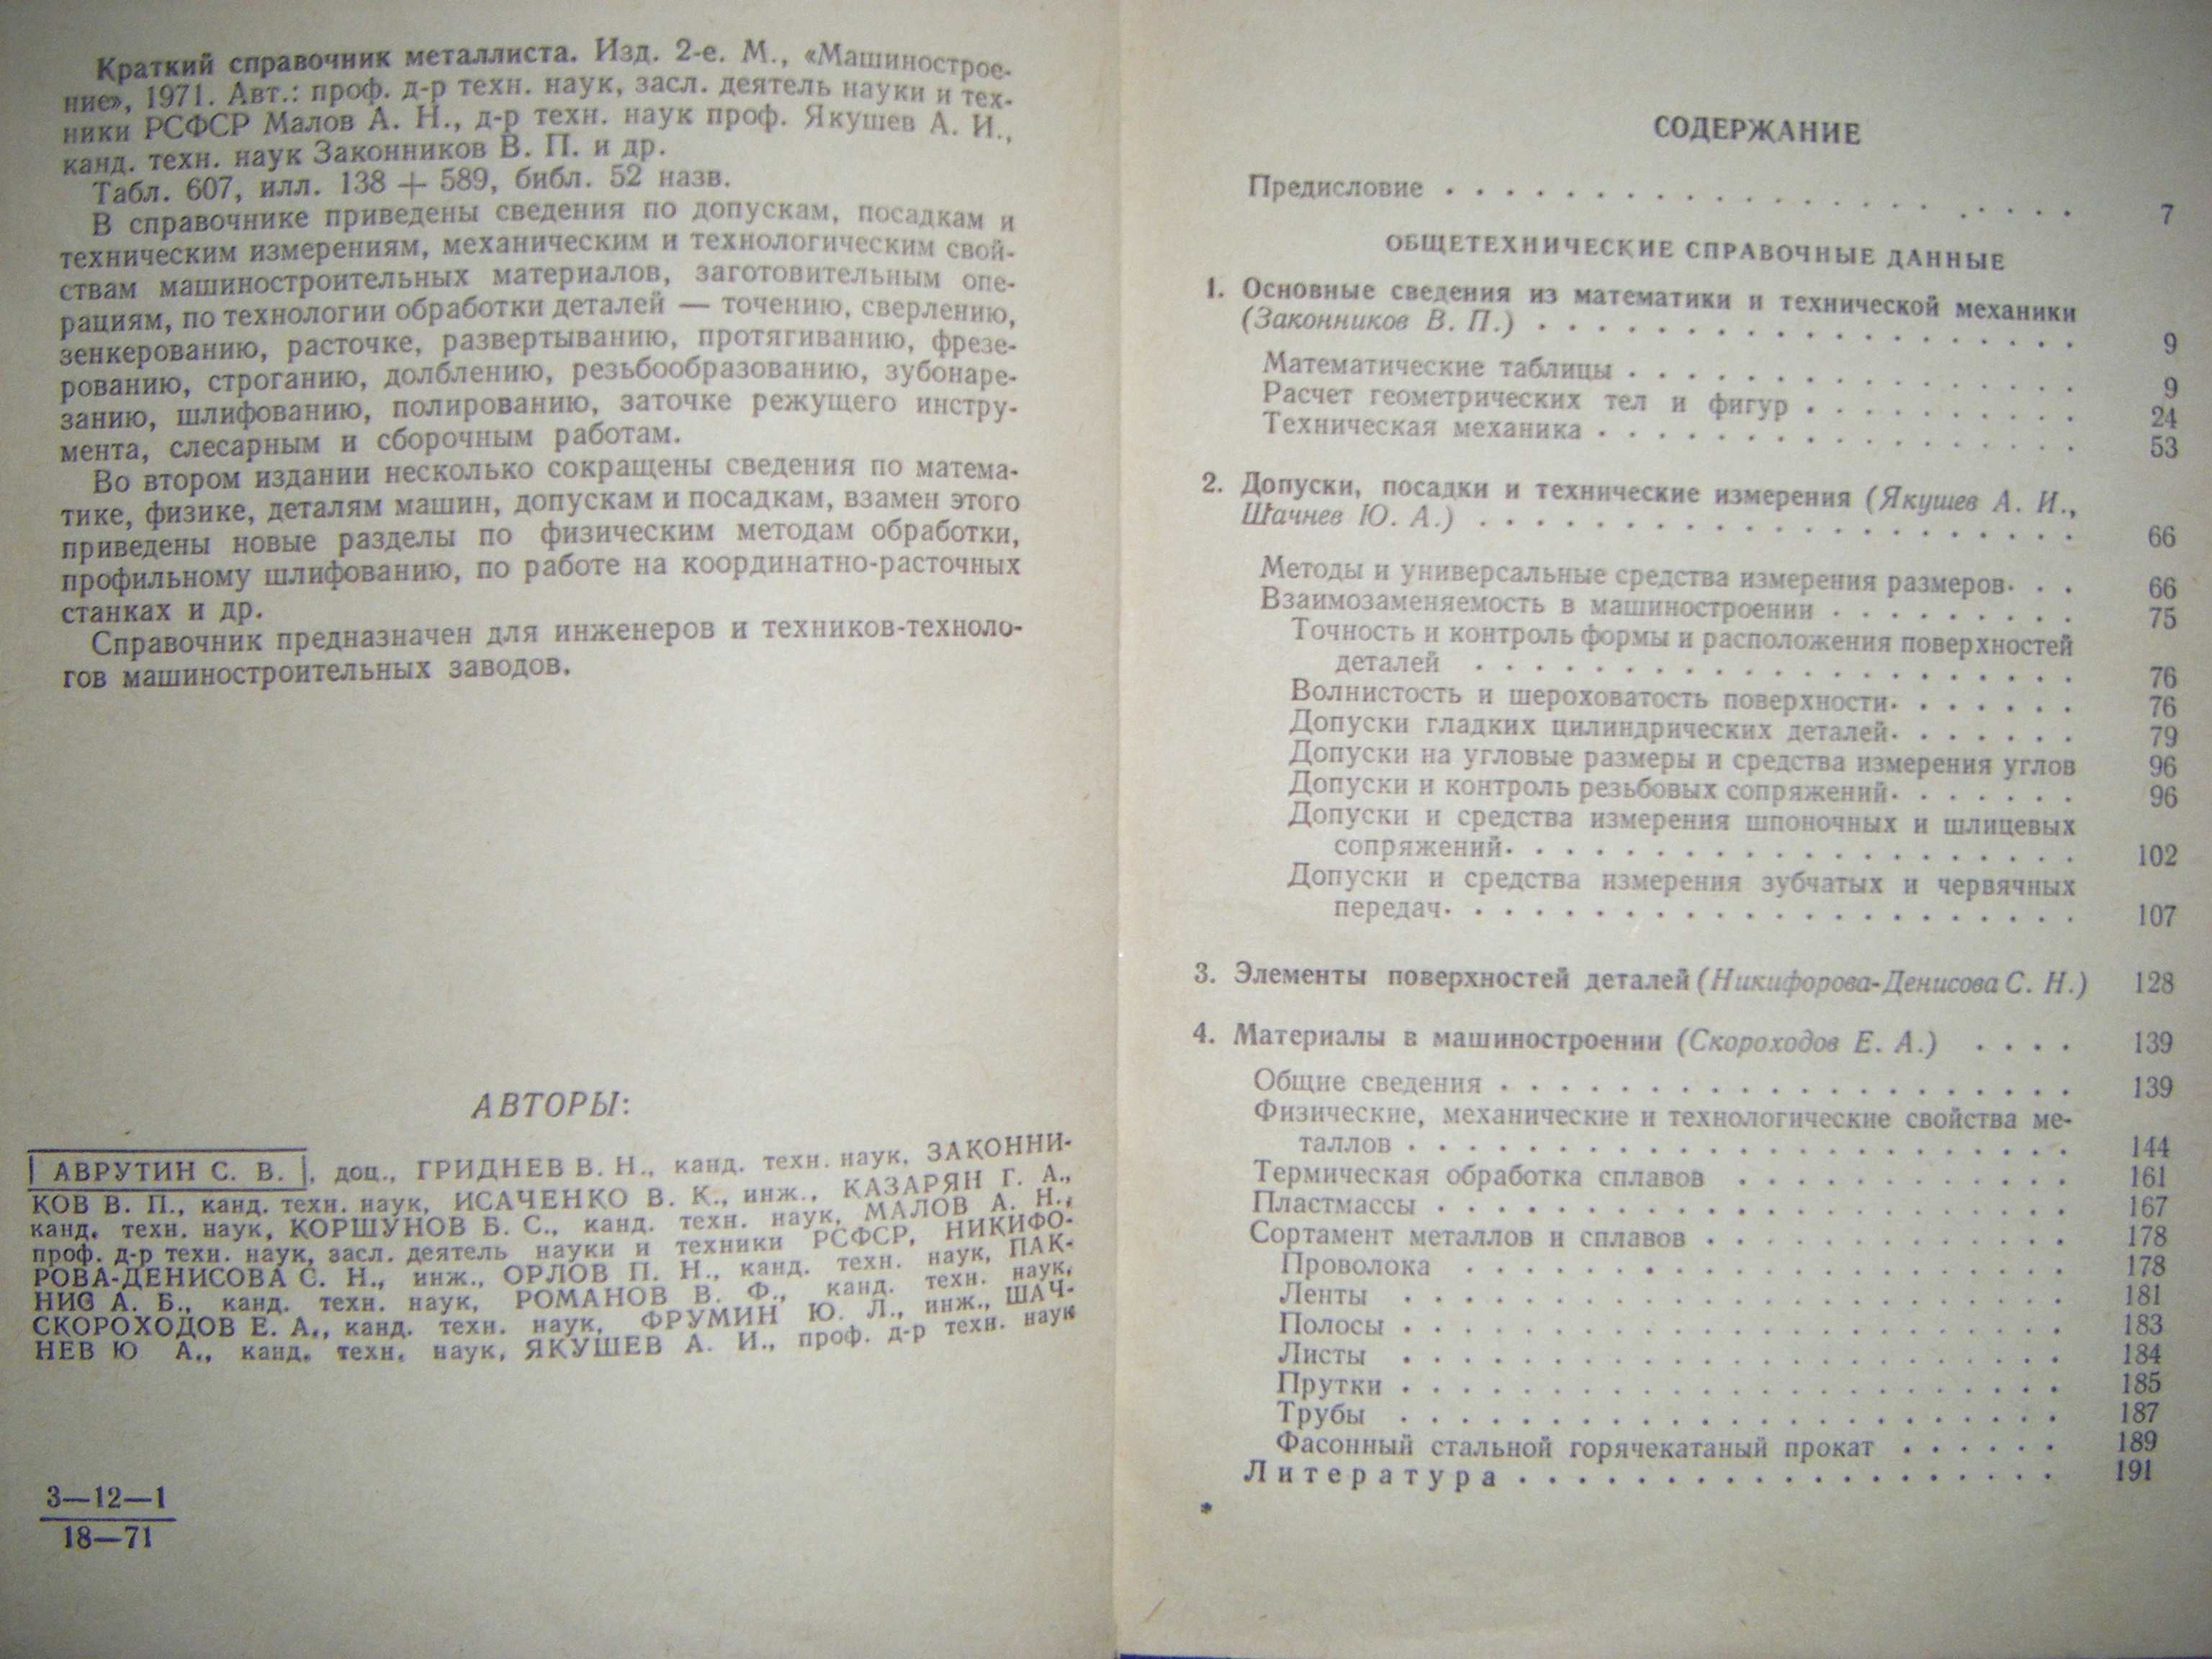 Краткий справочник металлиста. Изд. 2-е. М., «Машинострое-
ние», 1971. Авт.: проф. д-р техн. наук, засл. деятель науки и тех-
ники РСФСР Малов А. Н., д-р техн. наук проф. Якушев А. И.,
канд. техн. наук Законников В. П. и др.
Табл. 607, илл. 138 + 589, библ. 52 назв.
В справочнике приведены сведения по допускам, посадкам и
техническим измерениям, механическим и технологическим свой-
ствам машиностроительных материалов, заготовительным опе-
рациям, по технологии обработки деталей — точению, сверлению,
зенкерованию, расточке, развертыванию, протягиванию, фрезе-
рованию, строганию, долблению, резьбообразованию, зубонаре-
занию, шлифованию, полированию, заточке режущего инстру-
мента, слесарным и сборочным работам.
Во втором издании несколько сокращены сведения по матема-
тике, физике, деталям машин, допускам и посадкам, взамен этого
приведены новые разделы по физическим методам обработки,
профильному шлифованию, по работе на координатно-расточных
станках и др.
Справочник предназначен для инженеров и техников-техноло-
гов машиностроительных заводов.
АВТОРЫ:
АВРУТИН С. В. , доц., ГРИДНЕВ В. Н., канд. техн. наук, ЗАКОННИ-
КОВ В. П., канд. техн. наук, ИСАЧЕНКО В. К., инж., КАЗАРЯН Г. А.,
канд. техн. наук, КОРШУНОВ Б. С., канд. техн. наук, МАЛОВ А. Н.,
проф. д-р техн. наук, засл. деятель науки и техники РСФСР, НИКИФО-
РОВА-ДЕНИСОВА С. Н., инж., ОРЛОВ П. Н., канд. техн. наук, ПАК-
НИС А. Б., канд. техн. наук, РОМАНОВ В. Ф., канд. техн. наук,
СКОРОХОДОВ Е. А., канд. техн. наук, ФРУМИН Ю. Л., инж., ШАЧ-
НЕВ Ю А., канд. техн. наук, ЯКУШЕВ А. И., проф. д-р техн. наук
3—12—1
18—71
СОДЕРЖАНИЕ
Предисловие . . . . . . . . . . . . . . . . . . . . . 7
ОБЩЕТЕХНИЧЕСКИЕ СПРАВОЧНЫЕ ДАННЫЕ
1. Основные сведения из математики и технической механики
(Законников В. П.) . . . . . . . . . . . . . . . . . . 9
Математические таблицы . . . . . . . . . . . . . . . . 9
Расчет геометрических тел и фигур . . . . . . . . . . 24
Техническая механика . . . . . . . . . . . . . . . . . 53
2. Допуски, посадки и технические измерения (Якушев А. И.,
Шачнев Ю. А.) . . . . . . . . . . . . . . . . . . . . 66
Методы и универсальные средства измерения размеров. . . 66
Взаимозаменяемость в машиностроении . . . . . . . . . 75
Точность и контроль формы и расположения поверхностей
деталей . . . . . . . . . . . . . . . . . . . . . 76
Волнистость и шероховатость поверхности. . . . . . . 76
Допуски гладких цилиндрических деталей. . . . . . . 79
Допуски на угловые размеры и средства измерения углов 96
Допуски и контроль резьбовых сопряжений. . . . . . . 96
Допуски и средства измерения шпоночных и шлицевых
сопряжений. . . . . . . . . . . . . . . . . . . . 102
Допуски и средства измерения зубчатых и червячных
передач. . . . . . . . . . . . . . . . . . . . . . 107
3. Элементы поверхностей деталей (Никифорова-Денисова С. Н.) 128
4. Материалы в машиностроении (Скороходов Е. А.) . . . . 139
Общие сведения . . . . . . . . . . . . . . . . . . . . 139
Физические, механические и технологические свойства ме-
таллов . . . . . . . . . . . . . . . . . . . . . . . 144
Термическая обработка сплавов . . . . . . . . . . . . 161
Пластмассы . . . . . . . . . . . . . . . . . . . . . . 167
Сортамент металлов и сплавов . . . . . . . . . . . . . 178
Проволока . . . . . . . . . . . . . . . . . . . . . 178
Ленты . . . . . . . . . . . . . . . . . . . . . . . 181
Полосы . . . . . . . . . . . . . . . . . . . . . . . 183
Листы . . . . . . . . . . . . . . . . . . . . . . . 184
Прутки . . . . . . . . . . . . . . . . . . . . . . . 185
Трубы . . . . . . . . . . . . . . . . . . . . . . . 187
Фасонный стальной горячекатаный прокат . . . . . . 189
Литература . . . . . . . . . . . . . . . . . . . 191
*